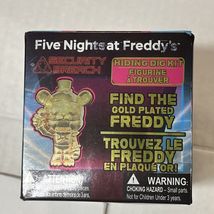 Five Nights at Freddy's
SECURITY
BREACH
HIDING DIG KIT
FIGURINE
À TROUVER
FIND THE
GOLD PLATED
FREDDY
TROUVEZ LE
FREDDY
EN PLAQUÉ OR!
WARNING:
CHOKING HAZARD - Small parts.
Not for Children Under 3 years.